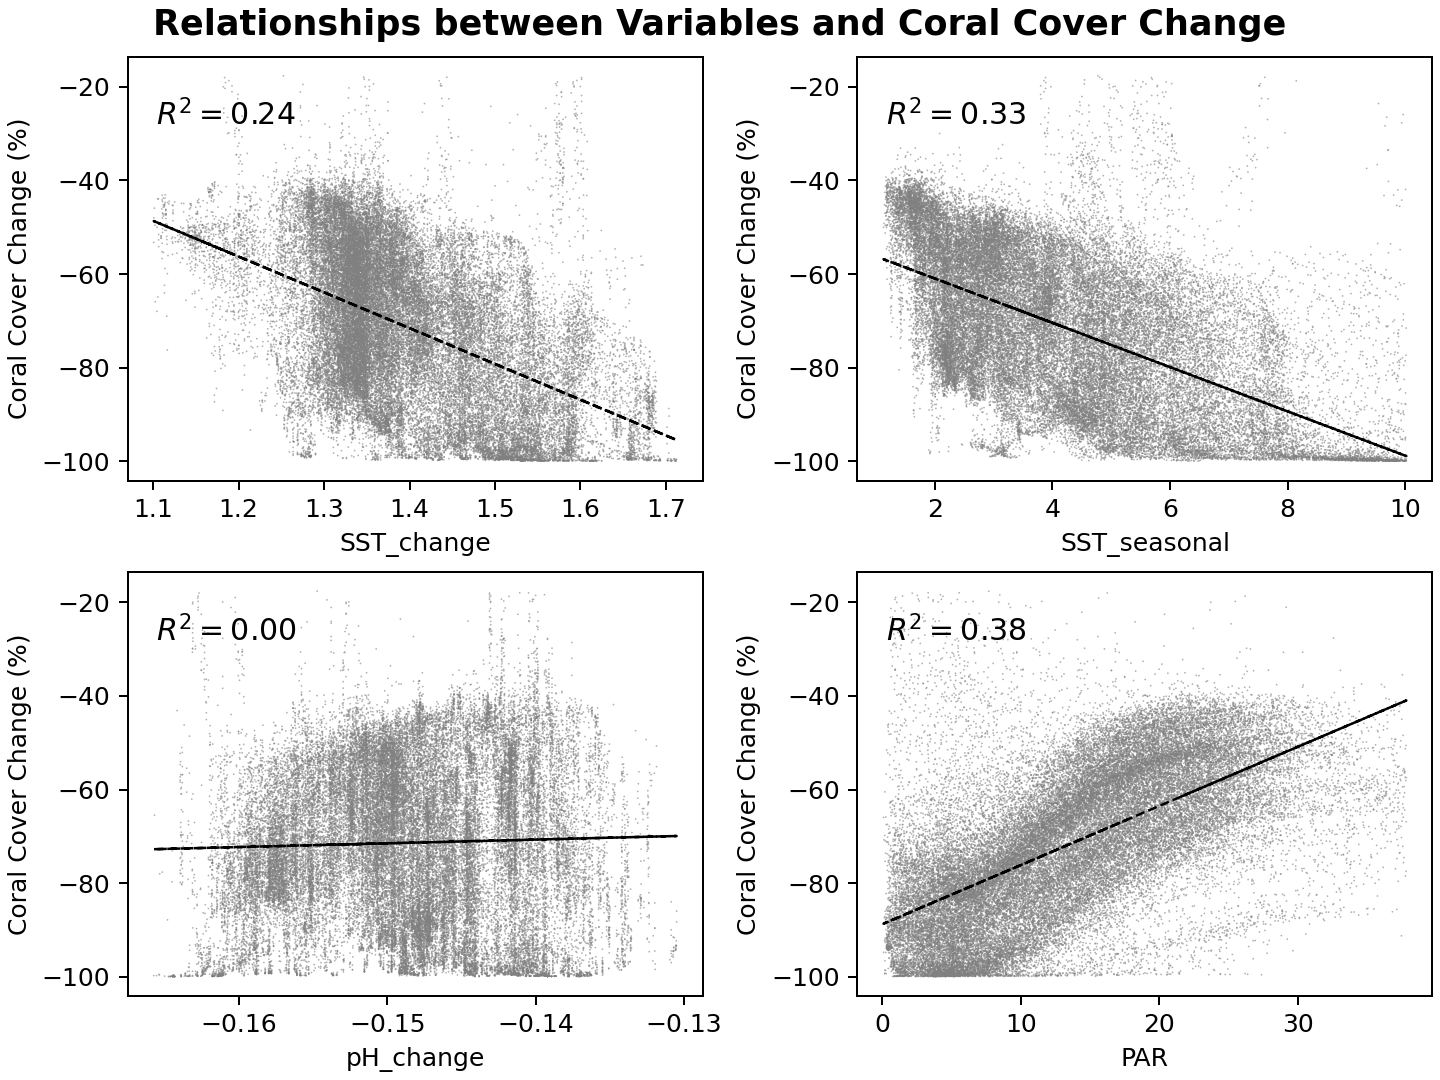 Relationships between Variables and Coral Cover Change
R² = 0.24
Coral Cover Change (%)
−20
−40
−60
−80
−100
1.1 1.2 1.3 1.4 1.5 1.6 1.7
SST_change
R² = 0.33
Coral Cover Change (%)
−20
−40
−60
−80
−100
2 4 6 8 10
SST_seasonal
R² = 0.00
Coral Cover Change (%)
−20
−40
−60
−80
−100
−0.16 −0.15 −0.14 −0.13
pH_change
R² = 0.38
Coral Cover Change (%)
−20
−40
−60
−80
−100
0 10 20 30
PAR